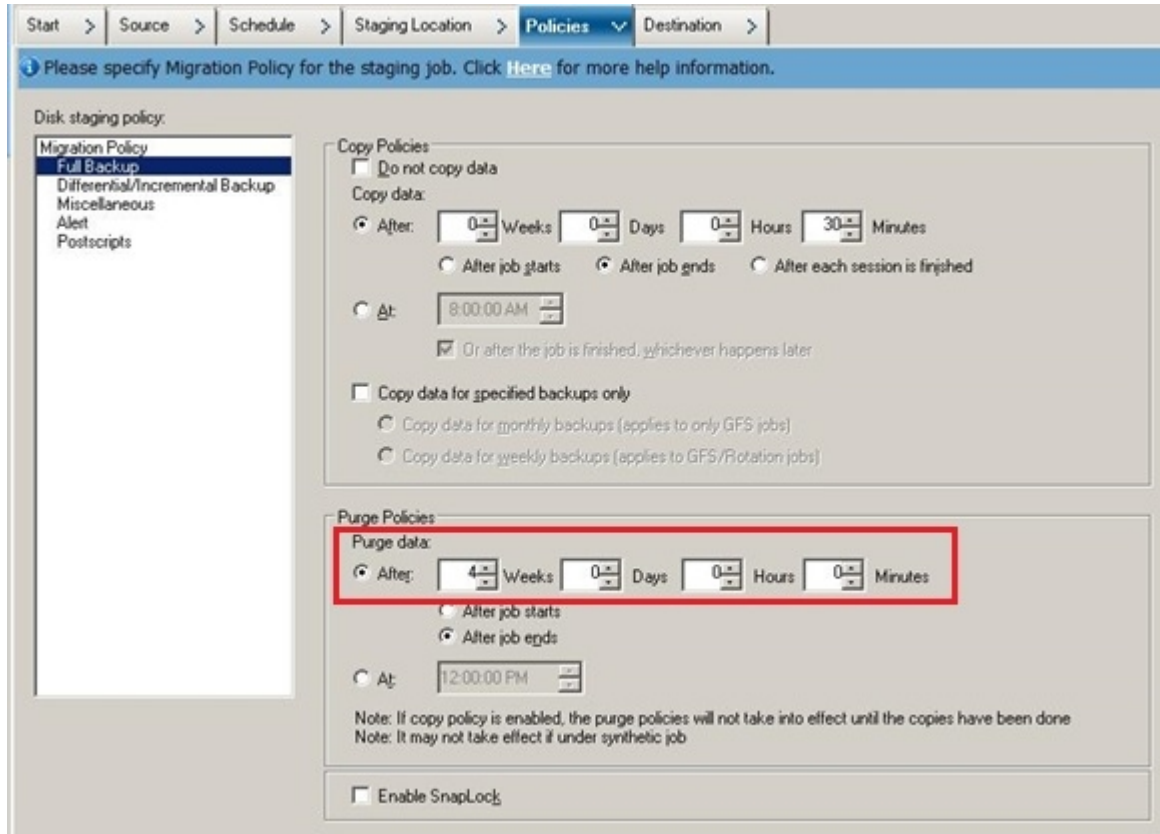 Start > Source > Schedule > Staging Location > Policies Destination >
Please specify Migration Policy for the staging job. Click Here for more help information.
Disk staging policy:
Migration Policy
Full Backup
Differential/Incremental Backup
Miscellaneous
Alert
Postscripts
Copy Policies
Do not copy data
Copy data:
After: 0 Weeks 0 Days 0 Hours 30 Minutes
After job starts After job ends After each session is finished
At: 8:00:00 AM
Or after the job is finished, whichever happens later
Copy data for specified backups only
Copy data for monthly backups (applies to only GFS jobs)
Copy data for weekly backups (applies to GFS/Rotation jobs)
Purge Policies
Purge data:
After: 4 Weeks 0 Days 0 Hours 0 Minutes
After job starts
After job ends
At: 12:00:00 PM
Note: If copy policy is enabled, the purge policies will not take into effect until the copies have been done
Note: It may not take effect if under synthetic job
Enable SnapLock